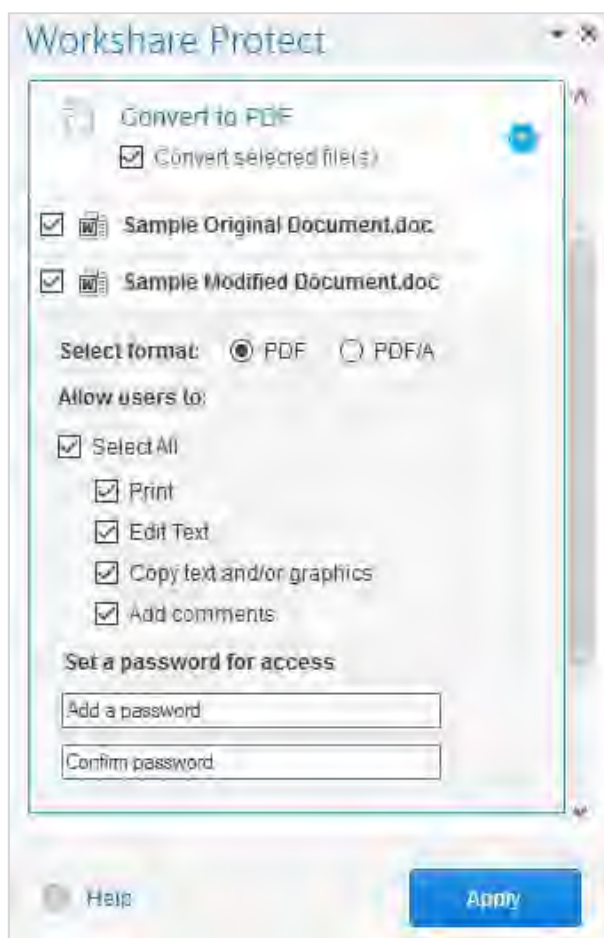 Workshare Protect
Convert to PDF
Convert selected file(s)
Sample Original Document.doc
Sample Modified Document.doc
Select format: PDF PDF/A
Allow users to:
Select All
Print
Edit Text
Copy text and/or graphics
Add comments
Set a password for access
Add a password
Confirm password
Help Apply